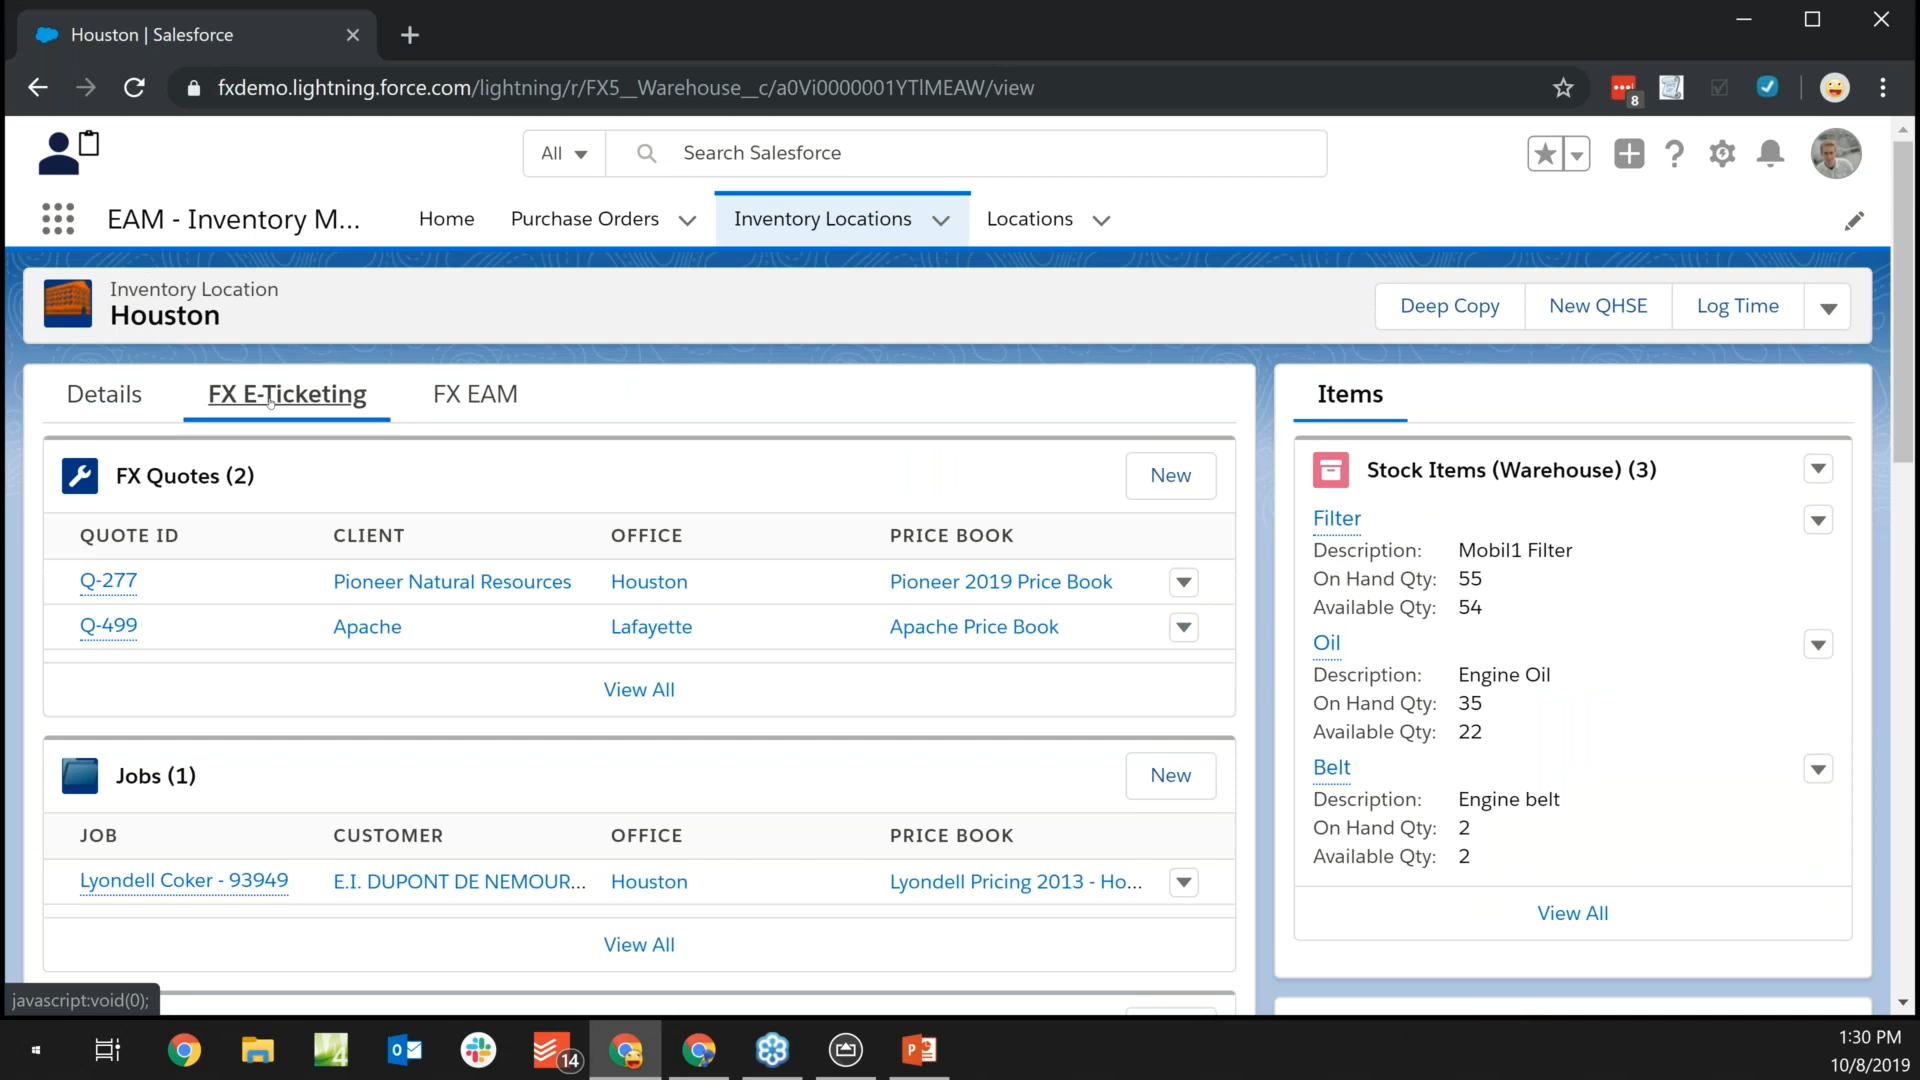 Houston | Salesforce
fxdemo.lightning.force.com/lightning/r/FX5__Warehouse__c/a0Vi0000001YTlMEAW/view
8
All
Search Salesforce
EAM - Inventory M...
Home
Purchase Orders
Inventory Locations
Locations
Inventory Location
Houston
Deep Copy
New QHSE
Log Time
Details
FX E-Ticketing
FX EAM
FX Quotes (2)
New
QUOTE ID CLIENT OFFICE PRICE BOOK
Q-277 Pioneer Natural Resources Houston Pioneer 2019 Price Book
Q-499 Apache Lafayette Apache Price Book
View All
Jobs (1)
New
JOB CUSTOMER OFFICE PRICE BOOK
Lyondell Coker - 93949 E.I. DUPONT DE NEMOUR... Houston Lyondell Pricing 2013 - Ho...
View All
Items
Stock Items (Warehouse) (3)
Filter
Description: Mobil1 Filter
On Hand Qty: 55
Available Qty: 54
Oil
Description: Engine Oil
On Hand Qty: 35
Available Qty: 22
Belt
Description: Engine belt
On Hand Qty: 2
Available Qty: 2
View All
javascript:void(0);
4
14
1:30 PM
10/8/2019